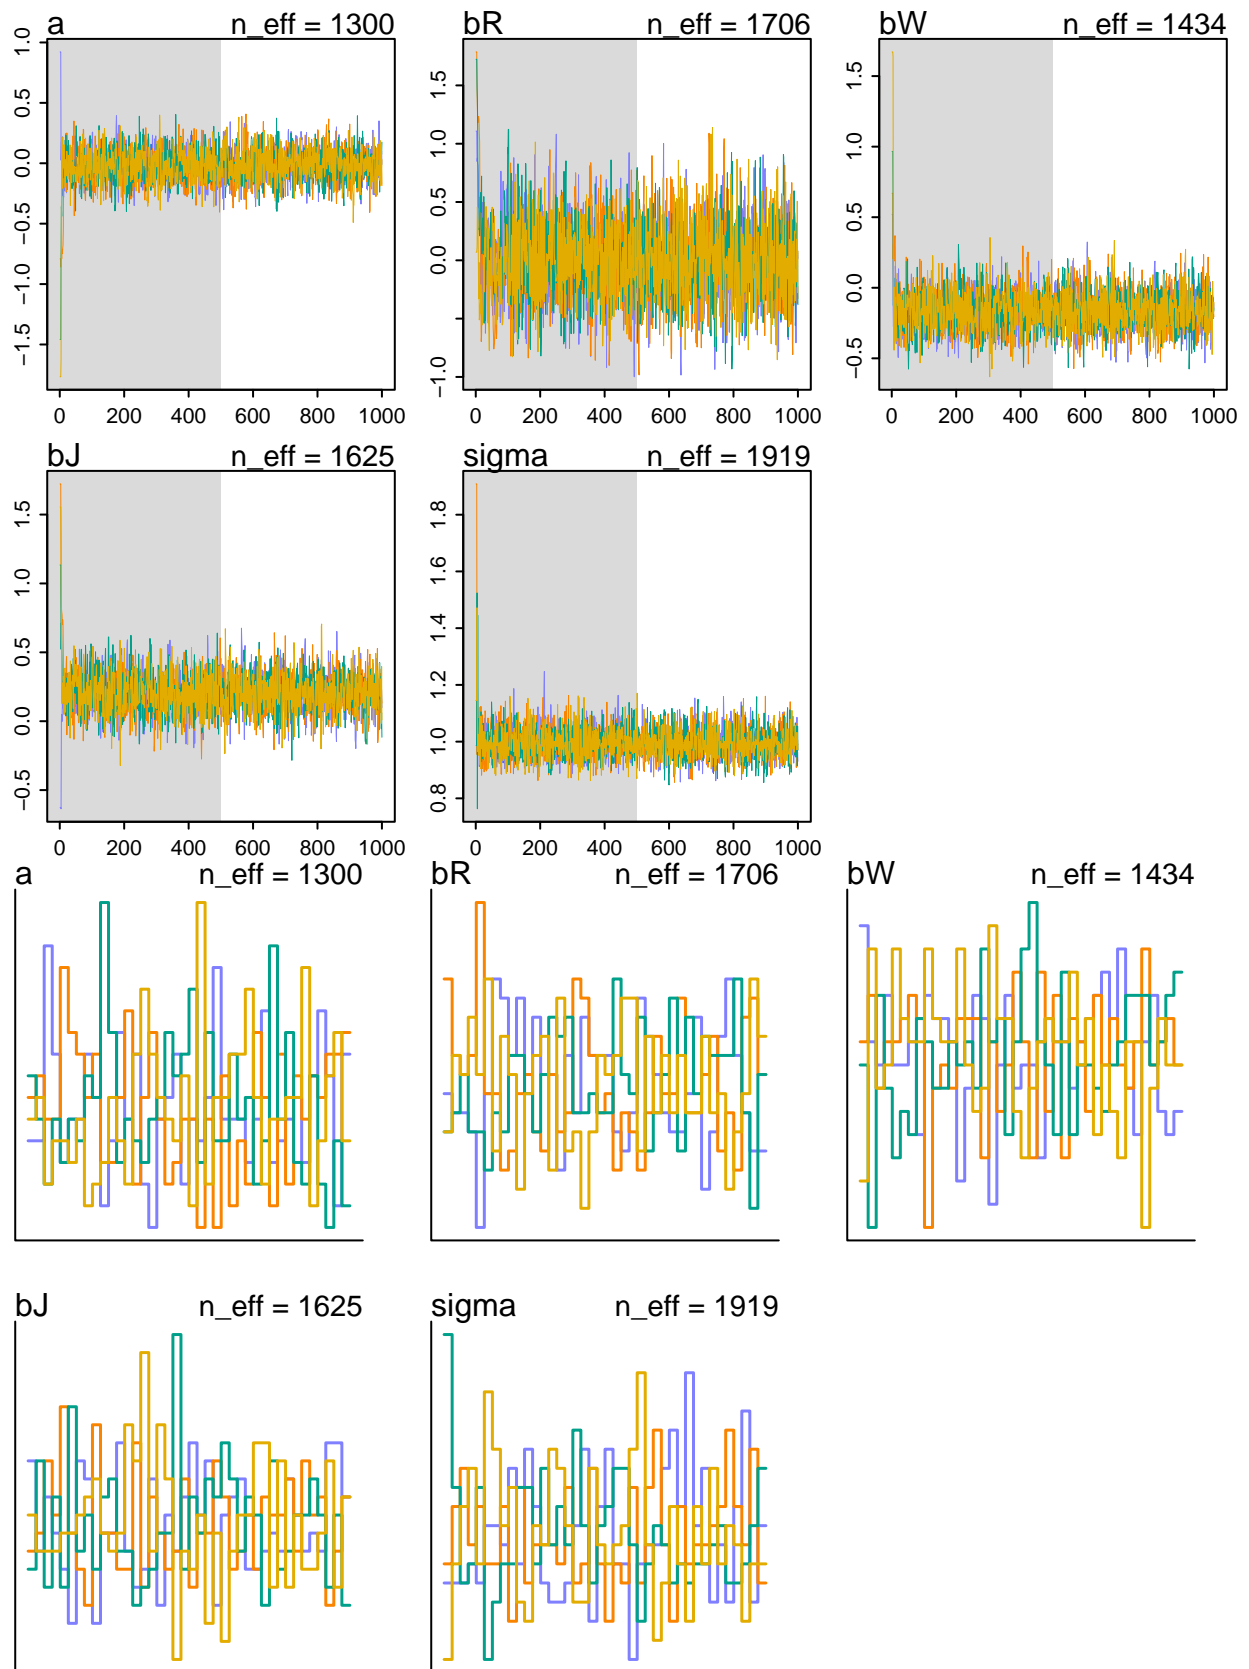 a n_eff = 1300
bR n_eff = 1706
bW n_eff = 1434
1.0
0.5
0.0
−0.5
−1.0
−1.5
0 200 400 600 800 1000
1.5
1.0
0.5
0.0
−1.0
0 200 400 600 800 1000
1.5
1.0
0.5
0.0
−0.5
0 200 400 600 800 1000
bJ n_eff = 1625
sigma n_eff = 1919
1.5
1.0
0.5
0.0
−0.5
0 200 400 600 800 1000
1.8
1.6
1.4
1.2
1.0
0.8
0 200 400 600 800 1000
a n_eff = 1300
bR n_eff = 1706
bW n_eff = 1434
bJ n_eff = 1625
sigma n_eff = 1919